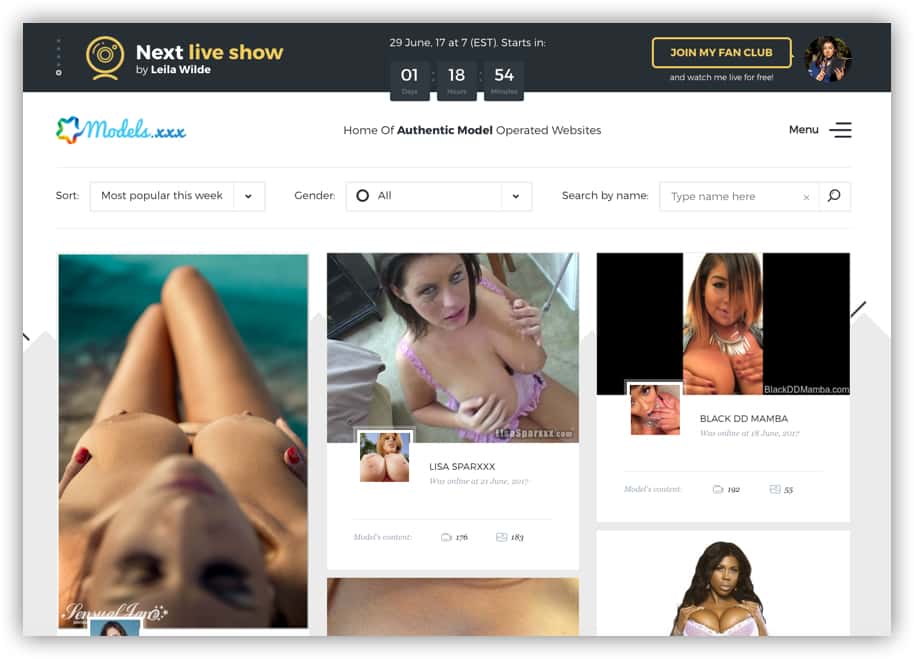 Next live show
by Leila Wilde
29 June, 17 at 7 (EST). Starts in:
01 : 18 : 54
Days Hours Minutes
JOIN MY FAN CLUB
and watch me live for free!
Models.xxx
Home Of Authentic Model Operated Websites
Menu
Sort: Most popular this week
Gender: All
Search by name: Type name here ×
Sensual Jane
LisaSparxxx.com
LISA SPARXXX
Was online at 21 June, 2017
Model's content: 176 183
BlackDDMamba.com
BLACK DD MAMBA
Was online at 18 June, 2017
Model's content: 192 55